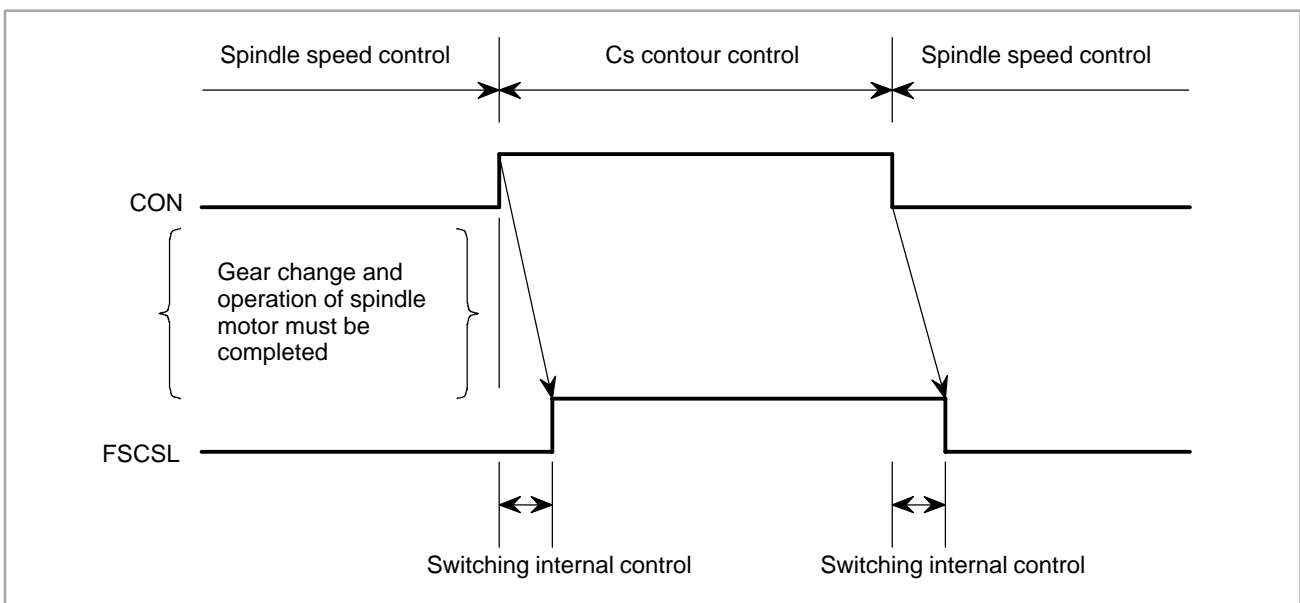 Spindle speed control
Cs contour control
Spindle speed control
CON
Gear change and
operation of spindle
motor must be
completed
FSCSL
Switching internal control
Switching internal control